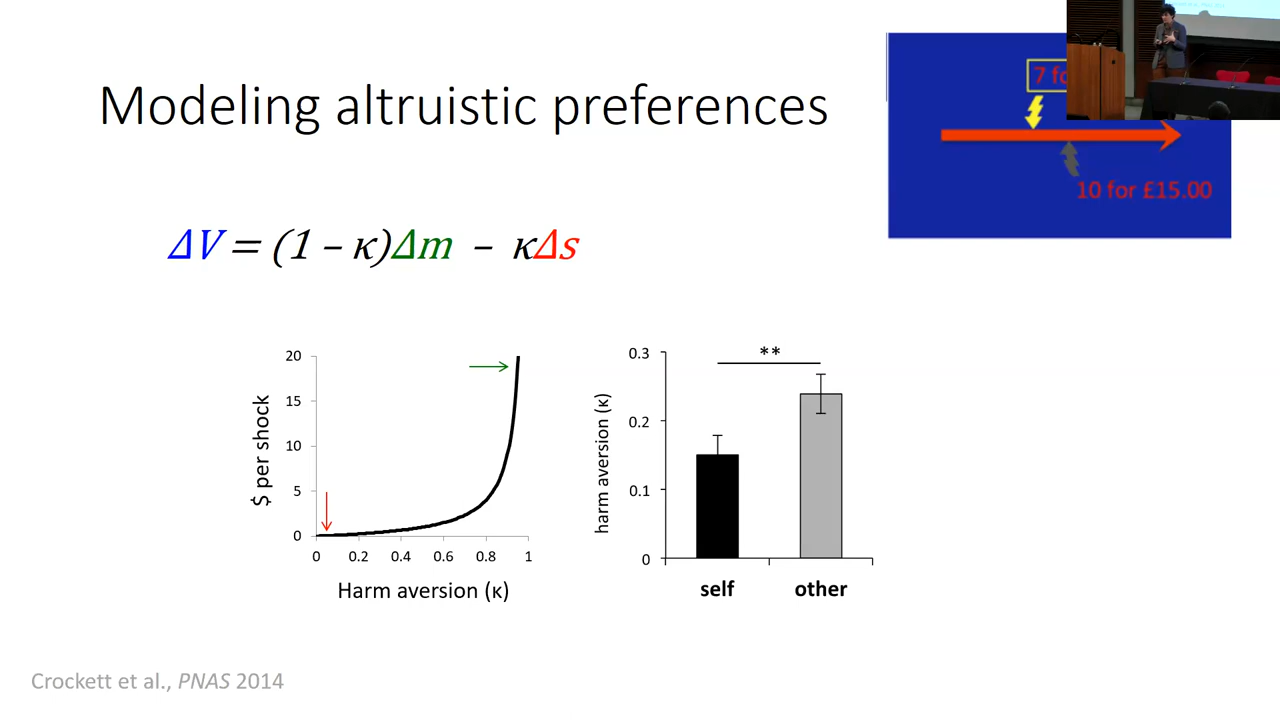 Modeling altruistic preferences
7 fo
10 for £15.00
ΔV = (1 – κ)Δm – κΔs
20
15
10
5
0
$ per shock
0 0.2 0.4 0.6 0.8 1
Harm aversion (κ)
**
0.3
0.2
0.1
0
harm aversion (κ)
self other
Crockett et al., PNAS 2014